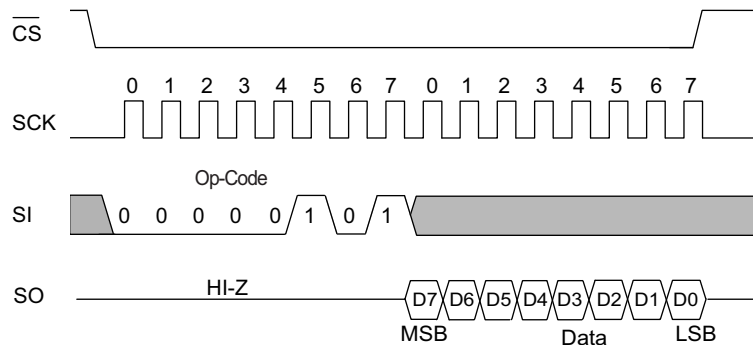 CS
0 1 2 3 4 5 6 7 0 1 2 3 4 5 6 7
SCK
Op-Code
SI 0 0 0 0 0 1 0 1
HI-Z
SO D7 D6 D5 D4 D3 D2 D1 D0
MSB Data LSB